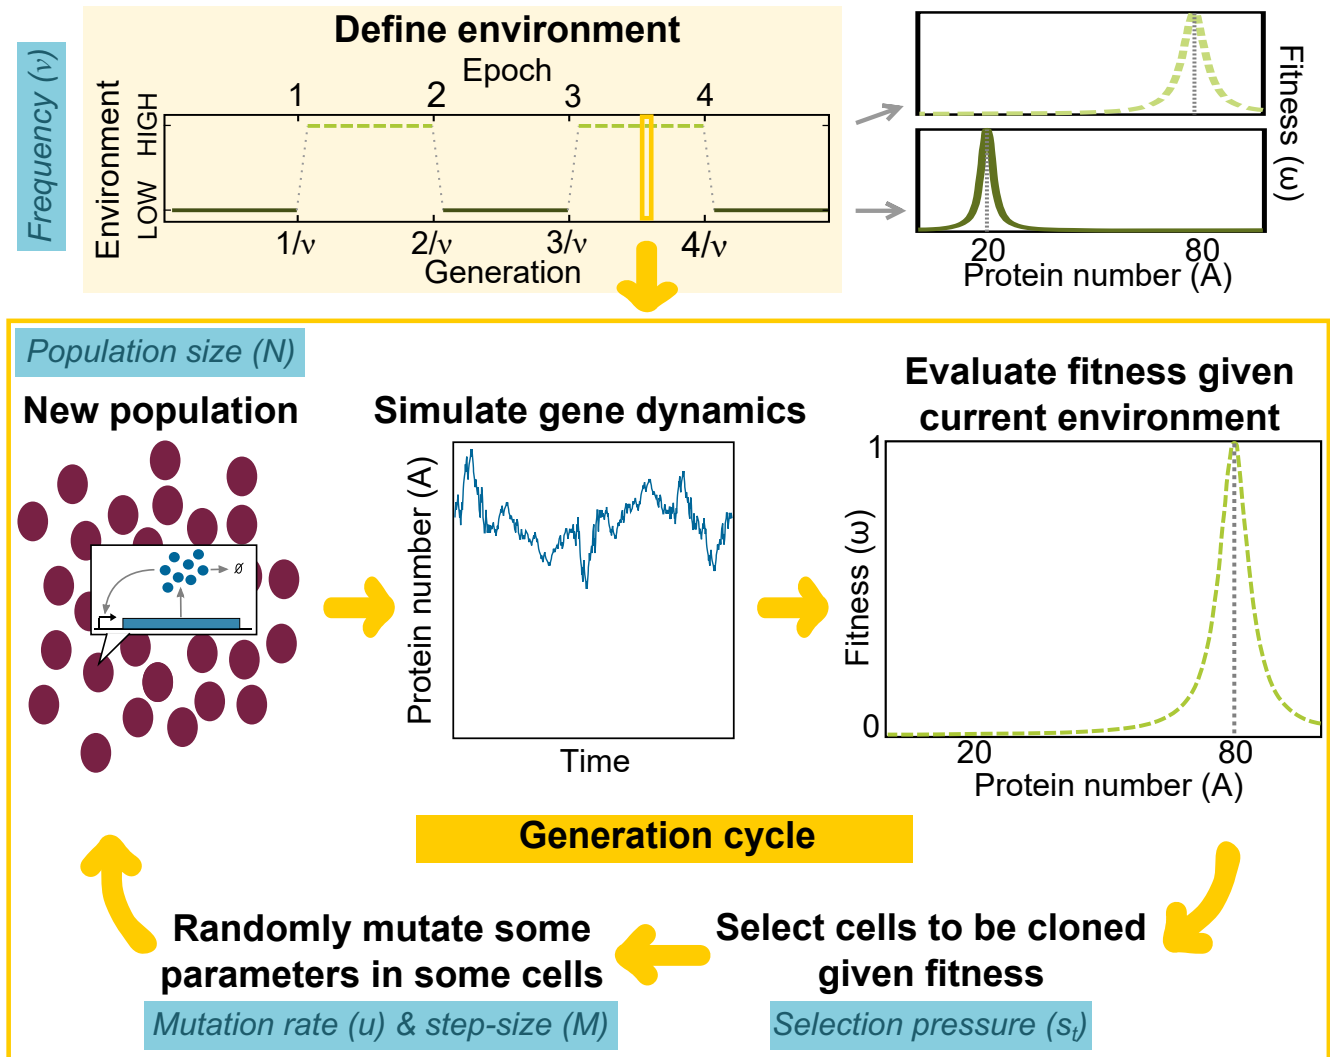 Define environment
Frequency (ν)
Epoch
1 2 3 4
Environment
HIGH
LOW
1/ν 2/ν 3/ν 4/ν
Generation
Fitness (ω)
20 80
Protein number (A)
Population size (N)
New population
Simulate gene dynamics
Evaluate fitness given
current environment
ø
Protein number (A)
Time
Fitness (ω)
1
0
20 80
Protein number (A)
Generation cycle
Randomly mutate some
parameters in some cells
Mutation rate (u) & step-size (M)
Select cells to be cloned
given fitness
Selection pressure (st)